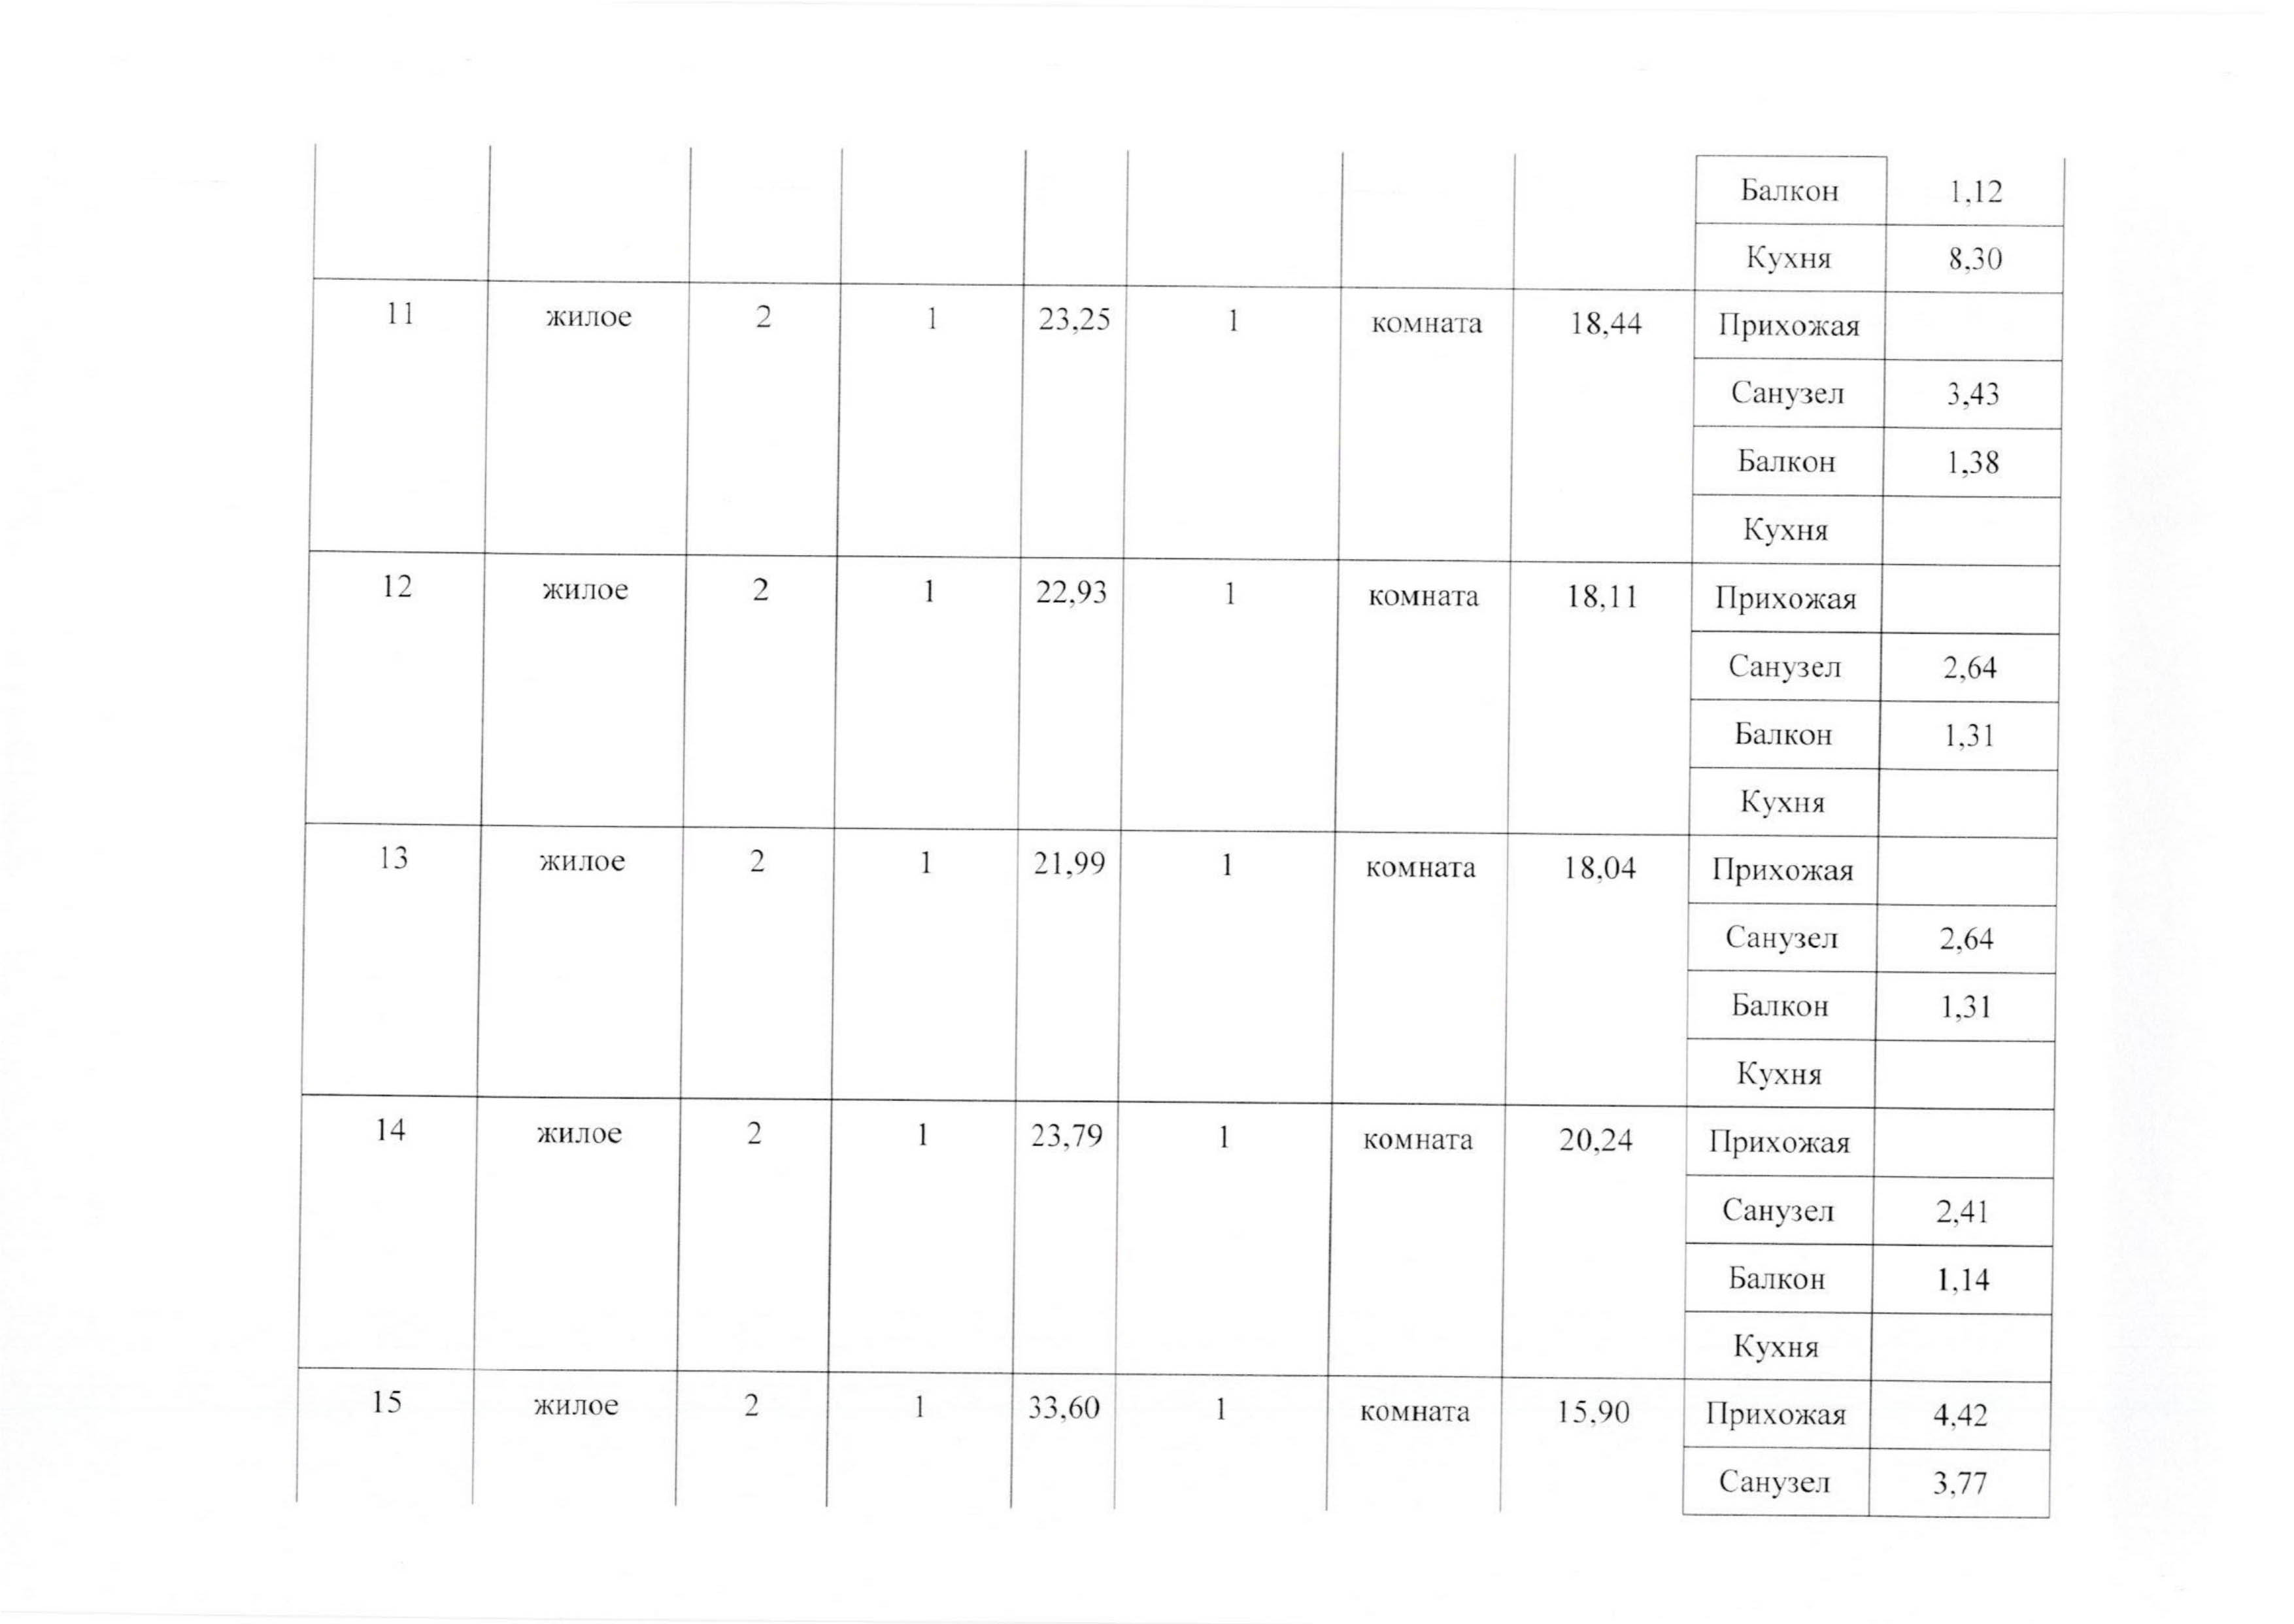 Балкон 1,12
Кухня 8,30
11 жилое 2 1 23,25 1 комната 18,44 Прихожая
Санузел 3,43
Балкон 1,38
Кухня
12 жилое 2 1 22,93 1 комната 18,11 Прихожая
Санузел 2,64
Балкон 1,31
Кухня
13 жилое 2 1 21,99 1 комната 18,04 Прихожая
Санузел 2,64
Балкон 1,31
Кухня
14 жилое 2 1 23,79 1 комната 20,24 Прихожая
Санузел 2,41
Балкон 1,14
Кухня
15 жилое 2 1 33,60 1 комната 15,90 Прихожая 4,42
Санузел 3,77